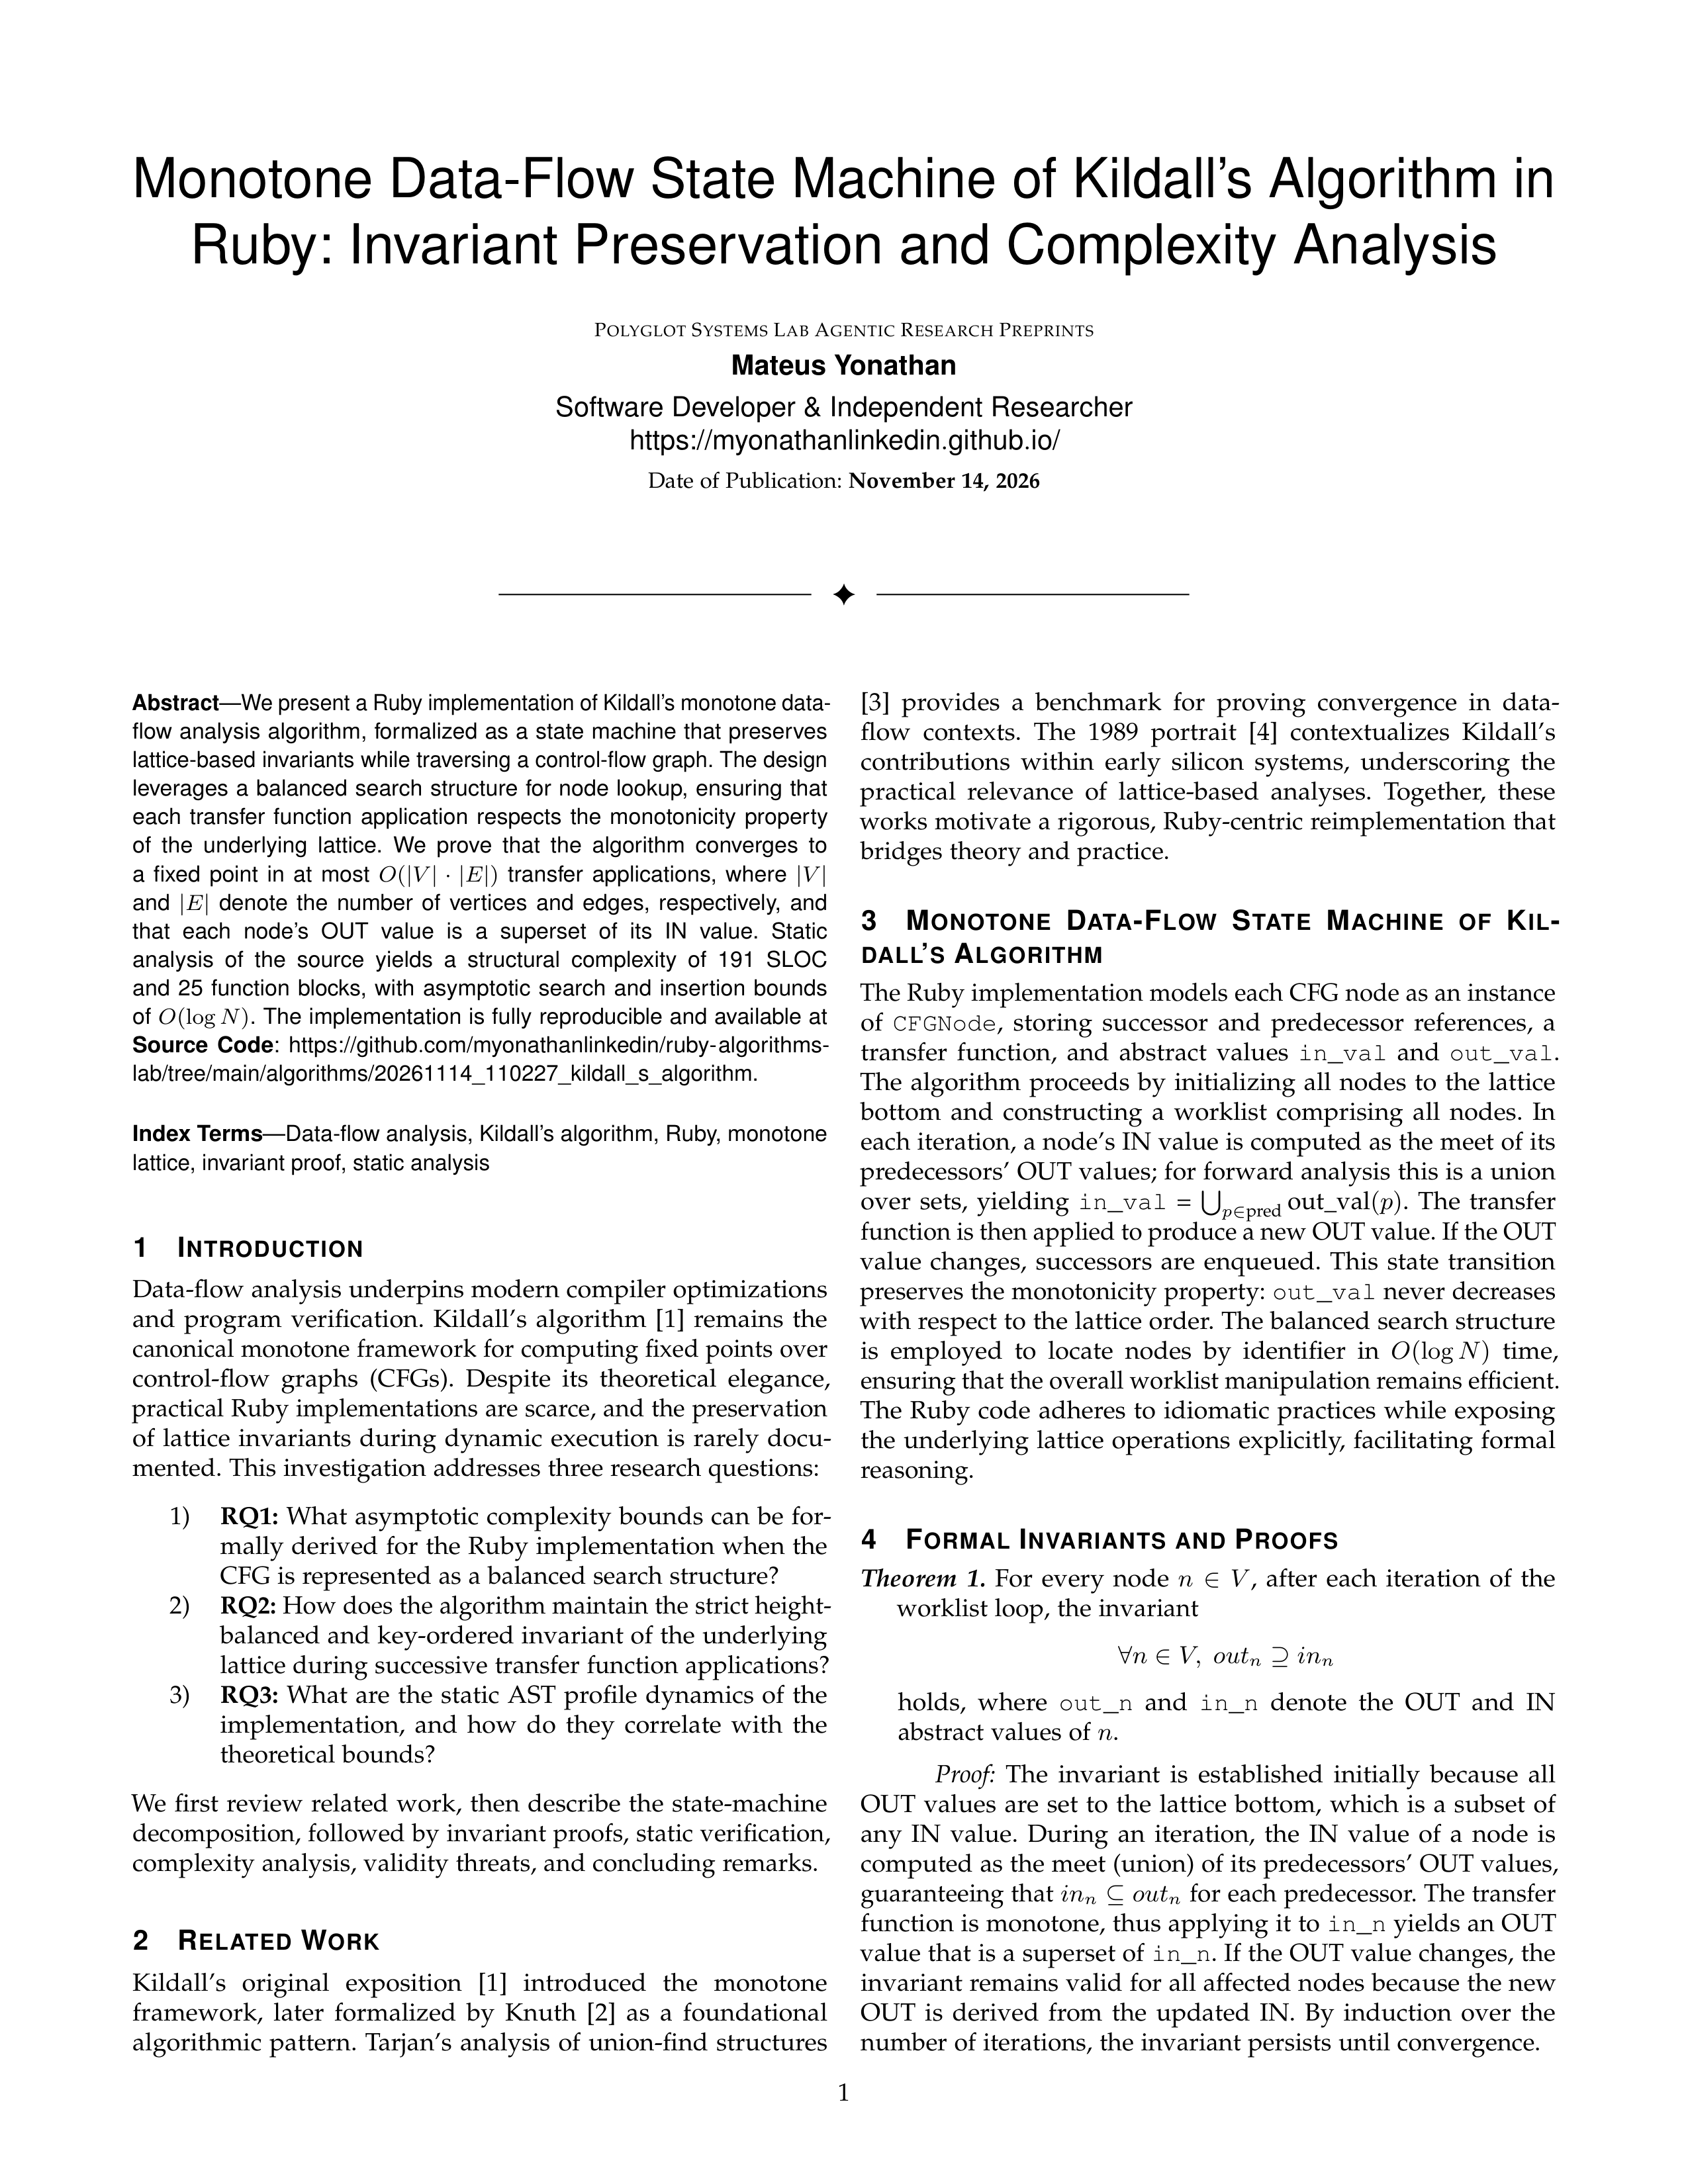 Monotone Data-Flow State Machine of Kildall's Algorithm in
Ruby: Invariant Preservation and Complexity Analysis
POLYGLOT SYSTEMS LAB AGENTIC RESEARCH PREPRINTS
Mateus Yonathan
Software Developer & Independent Researcher
https://myonathanlinkedin.github.io/
Date of Publication: November 14, 2026
Abstract—We present a Ruby implementation of Kildall's monotone data-
flow analysis algorithm, formalized as a state machine that preserves
lattice-based invariants while traversing a control-flow graph. The design
leverages a balanced search structure for node lookup, ensuring that
each transfer function application respects the monotonicity property
of the underlying lattice. We prove that the algorithm converges to
a fixed point in at most O(|V| · |E|) transfer applications, where |V|
and |E| denote the number of vertices and edges, respectively, and
that each node's OUT value is a superset of its IN value. Static
analysis of the source yields a structural complexity of 191 SLOC
and 25 function blocks, with asymptotic search and insertion bounds
of O(log N). The implementation is fully reproducible and available at
Source Code: https://github.com/myonathanlinkedin/ruby-algorithms-
lab/tree/main/algorithms/20261114_110227_kildall_s_algorithm.
Index Terms—Data-flow analysis, Kildall's algorithm, Ruby, monotone
lattice, invariant proof, static analysis
1 INTRODUCTION
Data-flow analysis underpins modern compiler optimizations
and program verification. Kildall's algorithm [1] remains the
canonical monotone framework for computing fixed points over
control-flow graphs (CFGs). Despite its theoretical elegance,
practical Ruby implementations are scarce, and the preservation
of lattice invariants during dynamic execution is rarely docu-
mented. This investigation addresses three research questions:
1) RQ1: What asymptotic complexity bounds can be for-
mally derived for the Ruby implementation when the
CFG is represented as a balanced search structure?
2) RQ2: How does the algorithm maintain the strict height-
balanced and key-ordered invariant of the underlying
lattice during successive transfer function applications?
3) RQ3: What are the static AST profile dynamics of the
implementation, and how do they correlate with the
theoretical bounds?
We first review related work, then describe the state-machine
decomposition, followed by invariant proofs, static verification,
complexity analysis, validity threats, and concluding remarks.
2 RELATED WORK
Kildall's original exposition [1] introduced the monotone
framework, later formalized by Knuth [2] as a foundational
algorithmic pattern. Tarjan's analysis of union-find structures
[3] provides a benchmark for proving convergence in data-
flow contexts. The 1989 portrait [4] contextualizes Kildall's
contributions within early silicon systems, underscoring the
practical relevance of lattice-based analyses. Together, these
works motivate a rigorous, Ruby-centric reimplementation that
bridges theory and practice.
3 MONOTONE DATA-FLOW STATE MACHINE OF KIL-
DALL'S ALGORITHM
The Ruby implementation models each CFG node as an instance
of CFGNode, storing successor and predecessor references, a
transfer function, and abstract values in_val and out_val.
The algorithm proceeds by initializing all nodes to the lattice
bottom and constructing a worklist comprising all nodes. In
each iteration, a node's IN value is computed as the meet of its
predecessors' OUT values; for forward analysis this is a union
over sets, yielding in_val = ⋃p∈pred out_val(p). The transfer
function is then applied to produce a new OUT value. If the OUT
value changes, successors are enqueued. This state transition
preserves the monotonicity property: out_val never decreases
with respect to the lattice order. The balanced search structure
is employed to locate nodes by identifier in O(log N) time,
ensuring that the overall worklist manipulation remains efficient.
The Ruby code adheres to idiomatic practices while exposing
the underlying lattice operations explicitly, facilitating formal
reasoning.
4 FORMAL INVARIANTS AND PROOFS
Theorem 1. For every node n ∈ V, after each iteration of the
worklist loop, the invariant
∀n ∈ V, outₙ ⊇ inₙ
holds, where out_n and in_n denote the OUT and IN
abstract values of n.
Proof: The invariant is established initially because all
OUT values are set to the lattice bottom, which is a subset of
any IN value. During an iteration, the IN value of a node is
computed as the meet (union) of its predecessors' OUT values,
guaranteeing that inₙ ⊆ outₙ for each predecessor. The transfer
function is monotone, thus applying it to in_n yields an OUT
value that is a superset of in_n. If the OUT value changes, the
invariant remains valid for all affected nodes because the new
OUT is derived from the updated IN. By induction over the
number of iterations, the invariant persists until convergence.
1